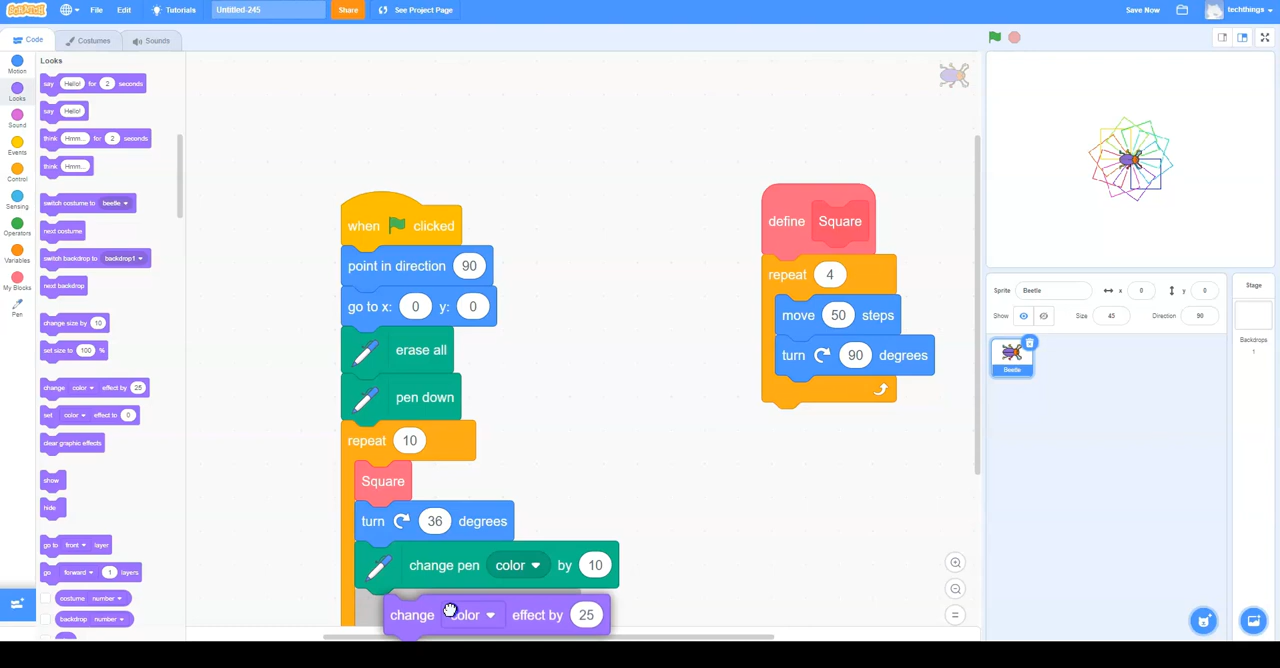 SCRATCH File Edit Tutorials Untitled-245 Share See Project Page Save Now techthings
Code Costumes Sounds
Motion
Looks
Sound
Events
Control
Sensing
Operators
Variables
My Blocks
Pen
Looks
say Hello! for 2 seconds
say Hello!
think Hmm... for 2 seconds
think Hmm...
switch costume to beetle
next costume
switch backdrop to backdrop1
next backdrop
change size by 10
set size to 100 %
change color effect by 25
set color effect to 0
clear graphic effects
show
hide
go to front layer
go forward 1 layers
costume number
backdrop number
when clicked
point in direction 90
go to x: 0 y: 0
erase all
pen down
repeat 10
Square
turn 36 degrees
change pen color by 10
change color effect by 25
define Square
repeat 4
move 50 steps
turn 90 degrees
Sprite Beetle x 0 y 0
Show Size 45 Direction 90
Beetle
Stage
Backdrops
1